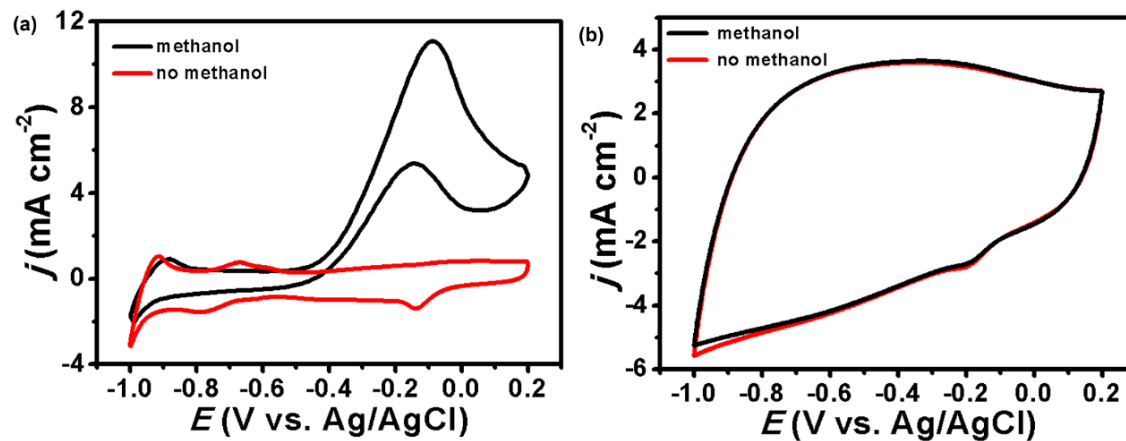 (a)
methanol
no methanol
12
8
4
0
-4
j (mA cm-2)
-1.0 -0.8 -0.6 -0.4 -0.2 0.0 0.2
E (V vs. Ag/AgCl)
(b)
methanol
no methanol
4
2
0
-2
-4
-6
j (mA cm-2)
-1.0 -0.8 -0.6 -0.4 -0.2 0.0 0.2
E (V vs. Ag/AgCl)